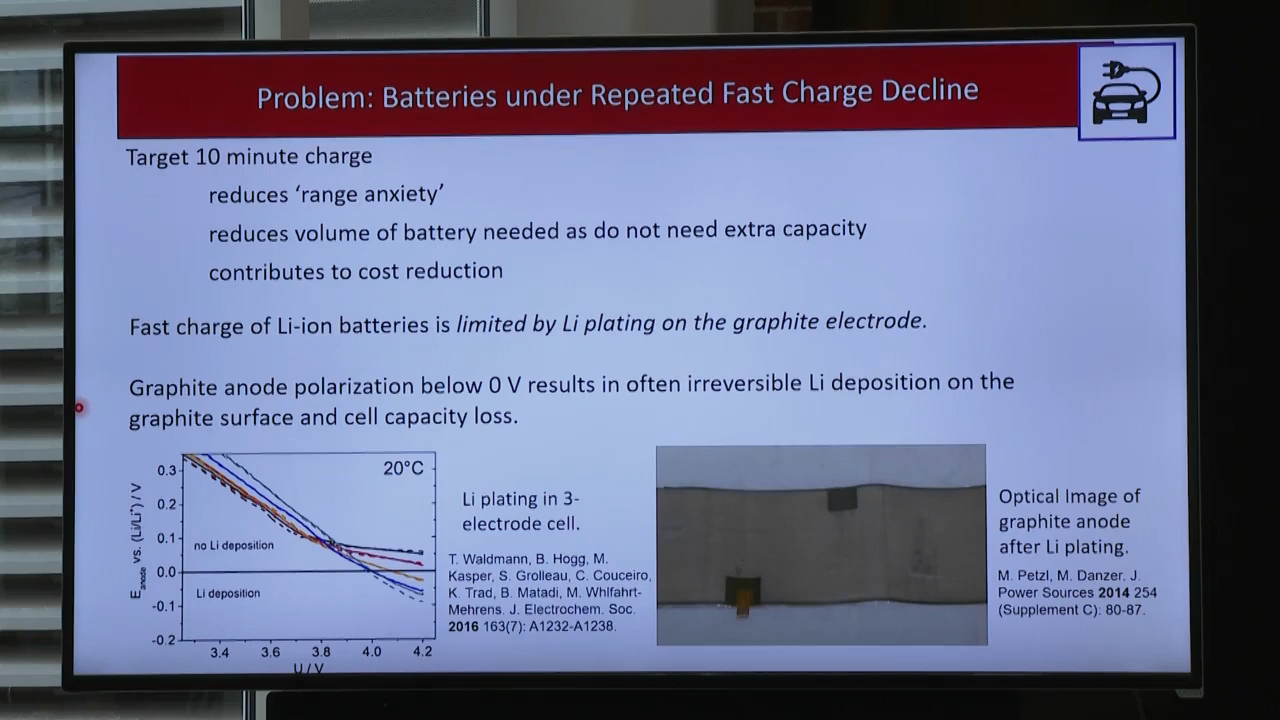 Problem: Batteries under Repeated Fast Charge Decline
Target 10 minute charge
reduces ‘range anxiety’
reduces volume of battery needed as do not need extra capacity
contributes to cost reduction
Fast charge of Li-ion batteries is limited by Li plating on the graphite electrode.
Graphite anode polarization below 0 V results in often irreversible Li deposition on the
graphite surface and cell capacity loss.
E_anode vs. (Li/Li⁺) / V
0.3
0.2
0.1
0.0
-0.1
-0.2
20°C
no Li deposition
Li deposition
3.4 3.6 3.8 4.0 4.2
U / V
Li plating in 3-
electrode cell.
T. Waldmann, B. Hogg, M.
Kasper, S. Grolleau, C. Couceiro,
K. Trad, B. Matadi, M. Whlfahrt-
Mehrens. J. Electrochem. Soc.
2016 163(7): A1232-A1238.
Optical Image of
graphite anode
after Li plating.
M. Petzl, M. Danzer. J.
Power Sources 2014 254
(Supplement C): 80-87.